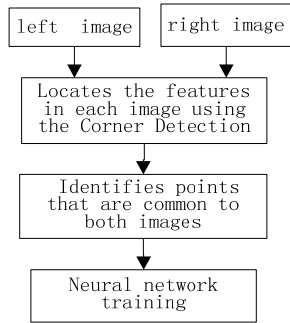 left image
right image
Locates the features
in each image using
the Corner Detection
Identifies points
that are common to
both images
Neural network
training